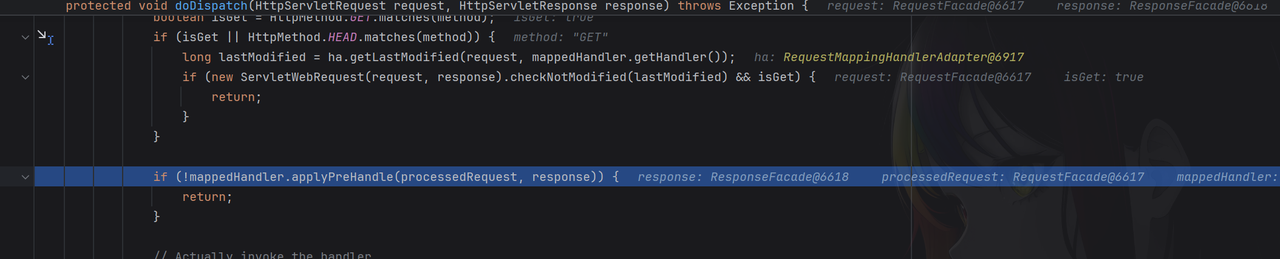 protected void doDispatch(HttpServletRequest request, HttpServletResponse response) throws Exception { request: RequestFacade@6617 response: ResponseFacade@6618
boolean isGet = HttpMethod.GET.matches(method); isGet: true
if (isGet || HttpMethod.HEAD.matches(method)) { method: "GET"
long lastModified = ha.getLastModified(request, mappedHandler.getHandler()); ha: RequestMappingHandlerAdapter@6917
if (new ServletWebRequest(request, response).checkNotModified(lastModified) && isGet) { request: RequestFacade@6617 isGet: true
return;
}
}
if (!mappedHandler.applyPreHandle(processedRequest, response)) { response: ResponseFacade@6618 processedRequest: RequestFacade@6617 mappedHandler:
return;
}
// Actually invoke the handler